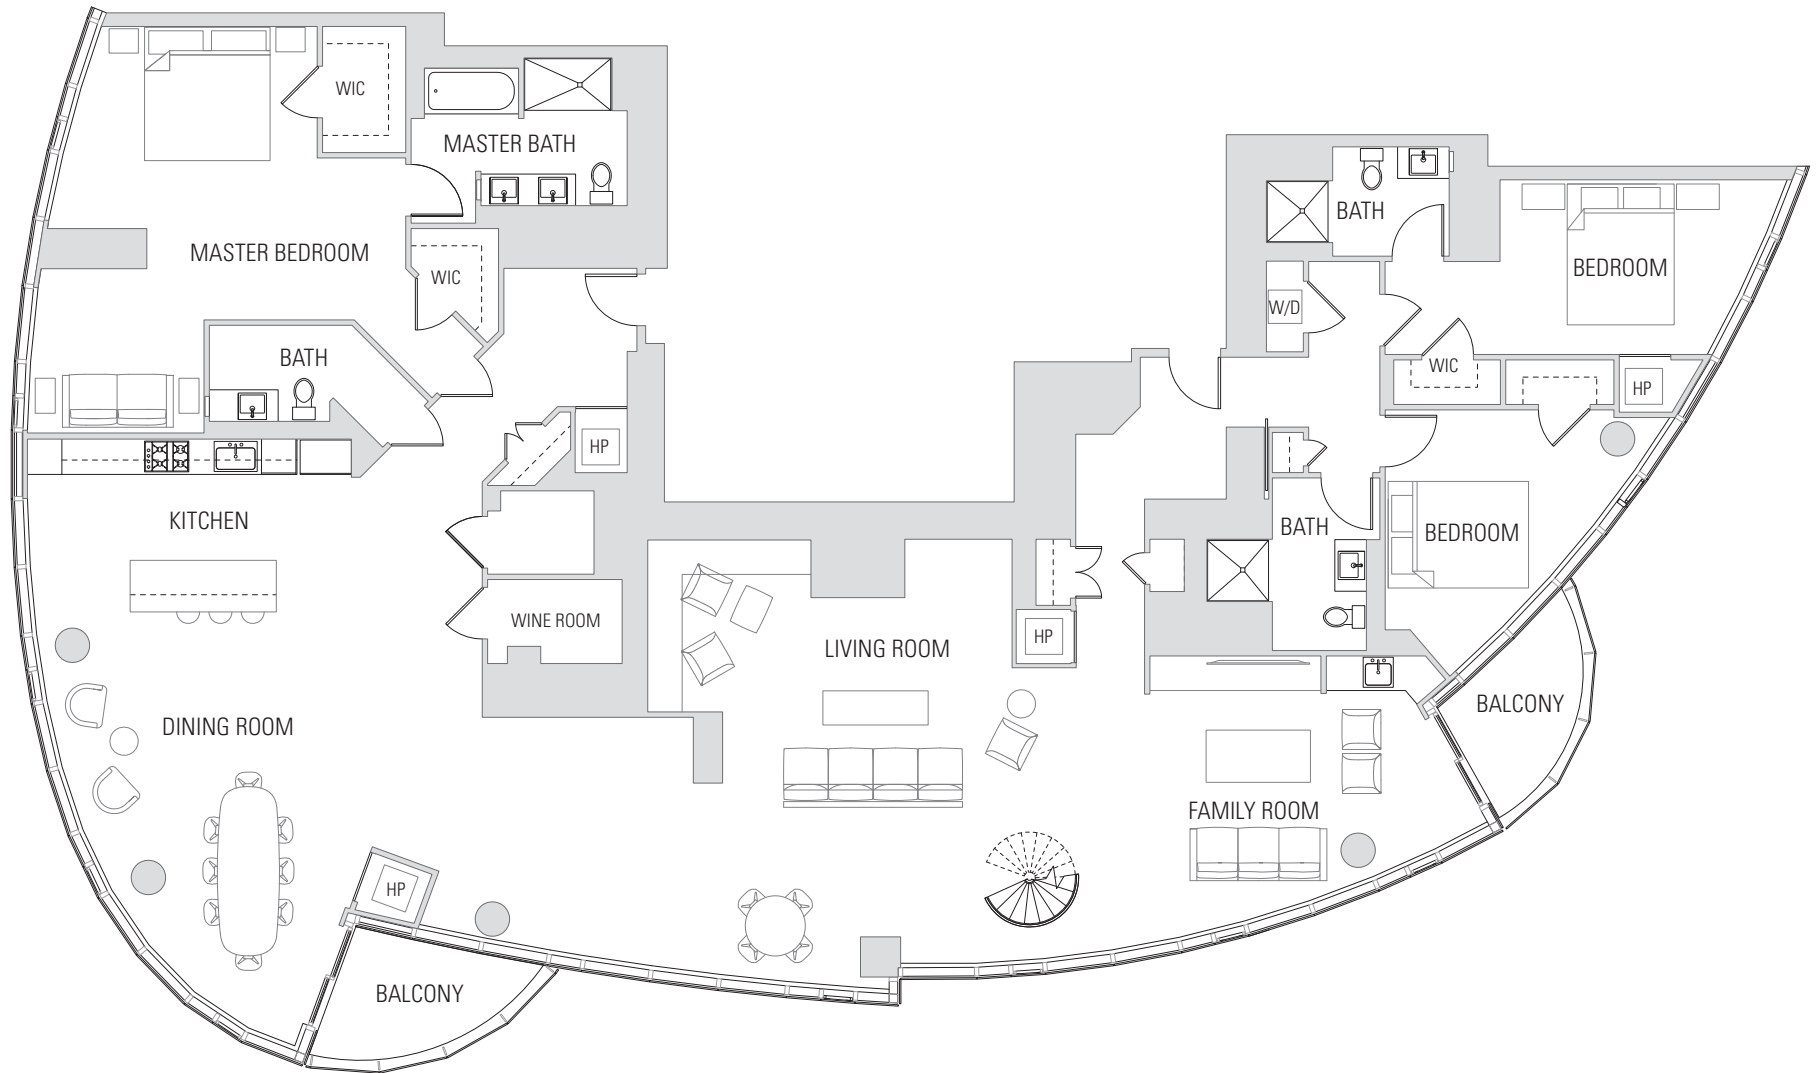 WIC
MASTER BATH
MASTER BEDROOM
WIC
BATH
HP
KITCHEN
WINE ROOM
DINING ROOM
HP
BALCONY
LIVING ROOM
HP
BATH
BEDROOM
W/D
WIC
HP
BATH
BEDROOM
BALCONY
FAMILY ROOM